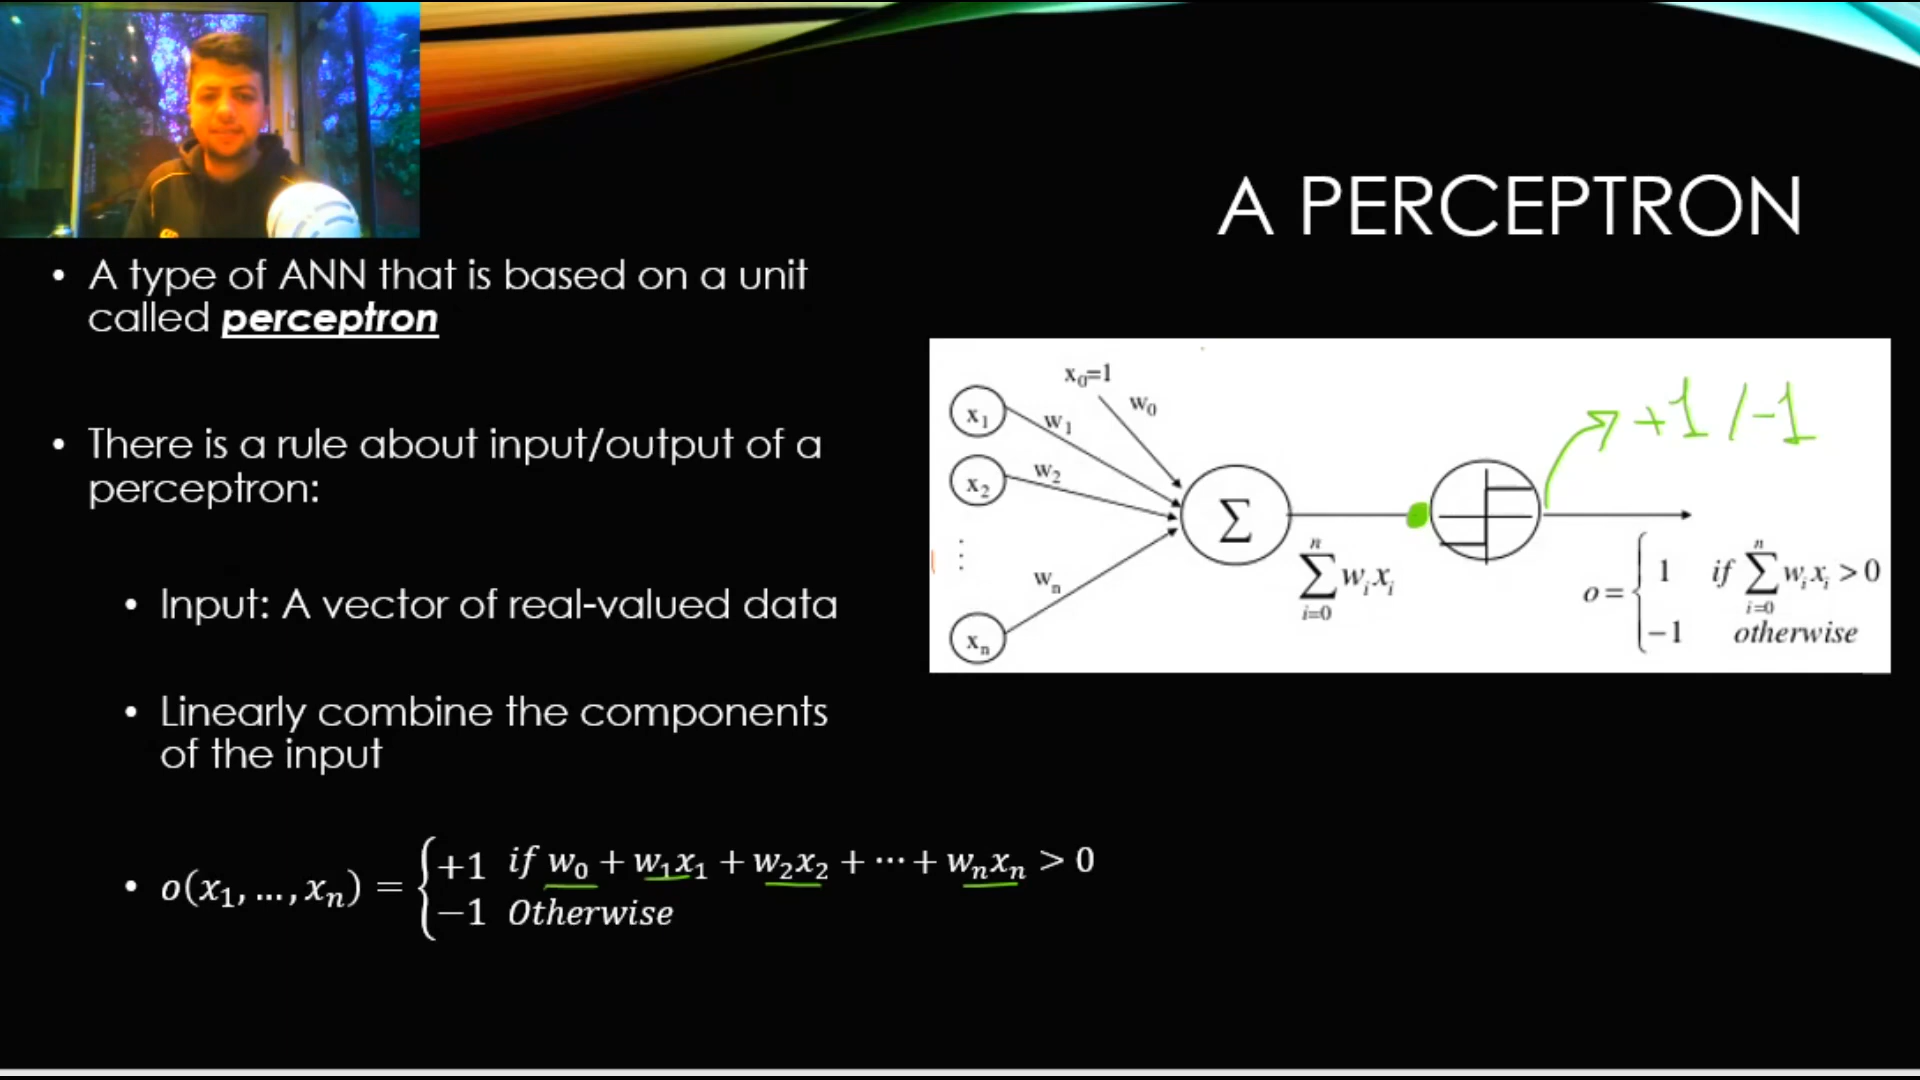 A PERCEPTRON
• A type of ANN that is based on a unit
called perceptron
• There is a rule about input/output of a
perceptron:
• Input: A vector of real-valued data
• Linearly combine the components
of the input
• o(x₁, …, xₙ) = { +1 if w₀ + w₁x₁ + w₂x₂ + ⋯ + wₙxₙ > 0
−1 Otherwise
x₀=1
w₀
x₁
w₁
x₂
w₂
⋮
wₙ
xₙ
Σ
n
Σ wᵢxᵢ
i=0
+1 / -1
o = { 1 if Σ wᵢxᵢ > 0
n
i=0
−1 otherwise